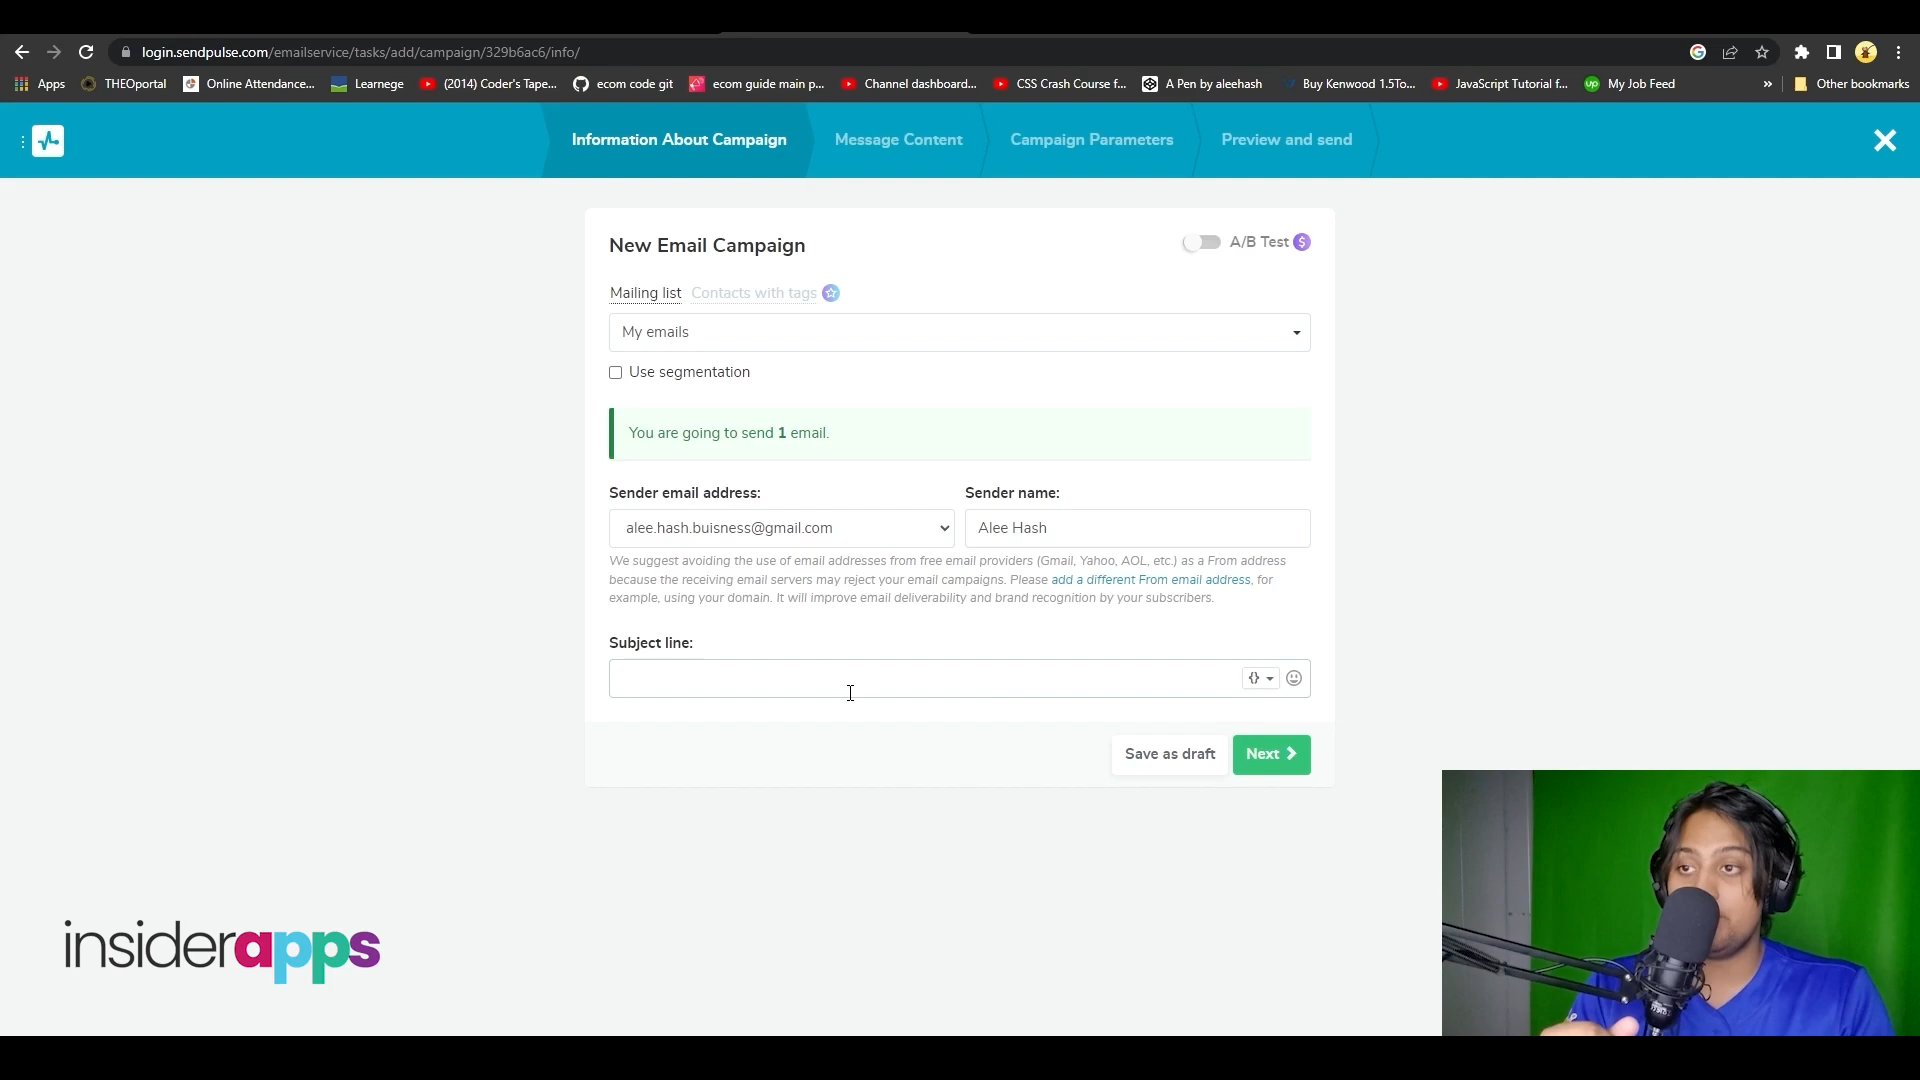 login.sendpulse.com/emailservice/tasks/add/campaign/329b6ac6/info/
Apps THEOportal Online Attendance... Learnege (2014) Coder's Tape... ecom code git ecom guide main p... Channel dashboard... CSS Crash Course f... A Pen by aleehash Buy Kenwood 1.5To... JavaScript Tutorial f... My Job Feed » Other bookmarks
Information About Campaign Message Content Campaign Parameters Preview and send
New Email Campaign
A/B Test $
Mailing list Contacts with tags
My emails
Use segmentation
You are going to send 1 email.
Sender email address: Sender name:
alee.hash.buisness@gmail.com Alee Hash
We suggest avoiding the use of email addresses from free email providers (Gmail, Yahoo, AOL, etc.) as a From address
because the receiving email servers may reject your email campaigns. Please add a different From email address, for
example, using your domain. It will improve email deliverability and brand recognition by your subscribers.
Subject line:
{}
Save as draft Next
insiderapps